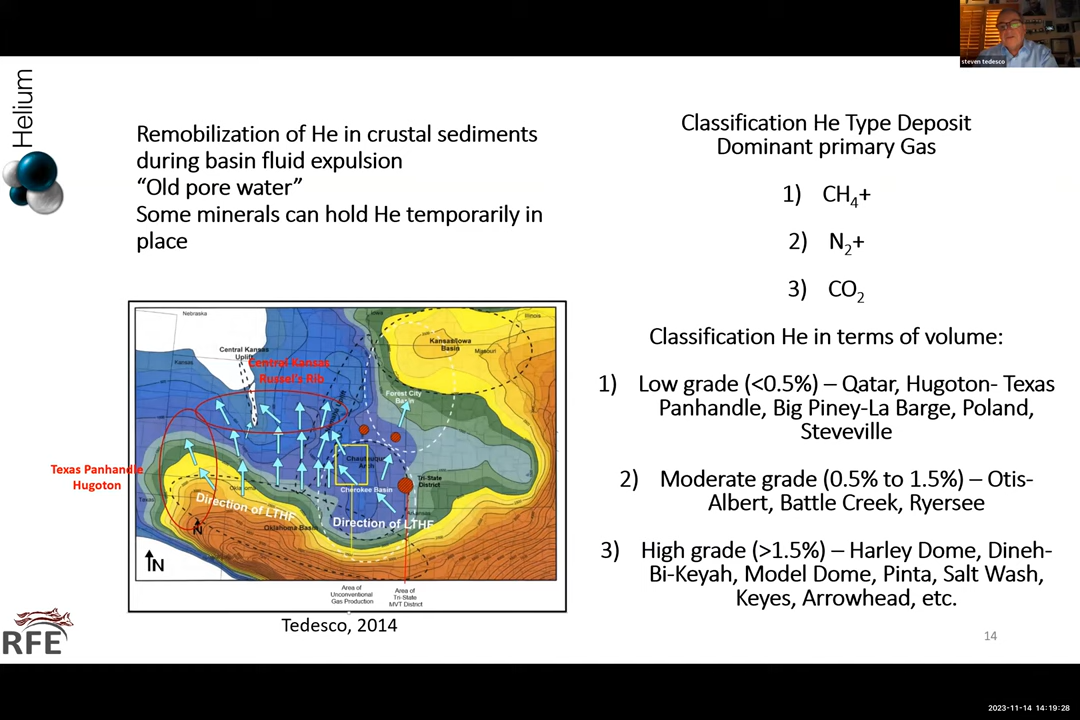 steven tedesco
Helium
Remobilization of He in crustal sediments
during basin fluid expulsion
“Old pore water”
Some minerals can hold He temporarily in
place
Nebraska
Iowa
Illinois
Kansas
Central Kansas
Uplift
Central Kansas
Russel's Rib
Kansas/Iowa
Basin
Missouri
Forest City
Basin
Texas Panhandle
Hugoton
Texas
Chautauqua
Arch
Cherokee Basin
Tri-State
District
Arkansas
Direction of LTHF
Oklahoma Basin
Direction of LTHF
N
IN
Area of
Unconventional
Gas Production
Area of
Tri-State
MVT District
Tedesco, 2014
RFE
Classification He Type Deposit
Dominant primary Gas
1) CH4+
2) N2+
3) CO2
Classification He in terms of volume:
1) Low grade (<0.5%) – Qatar, Hugoton- Texas
Panhandle, Big Piney-La Barge, Poland,
Steveville
2) Moderate grade (0.5% to 1.5%) – Otis-
Albert, Battle Creek, Ryersee
3) High grade (>1.5%) – Harley Dome, Dineh-
Bi-Keyah, Model Dome, Pinta, Salt Wash,
Keyes, Arrowhead, etc.
14
2023-11-14 14:19:28